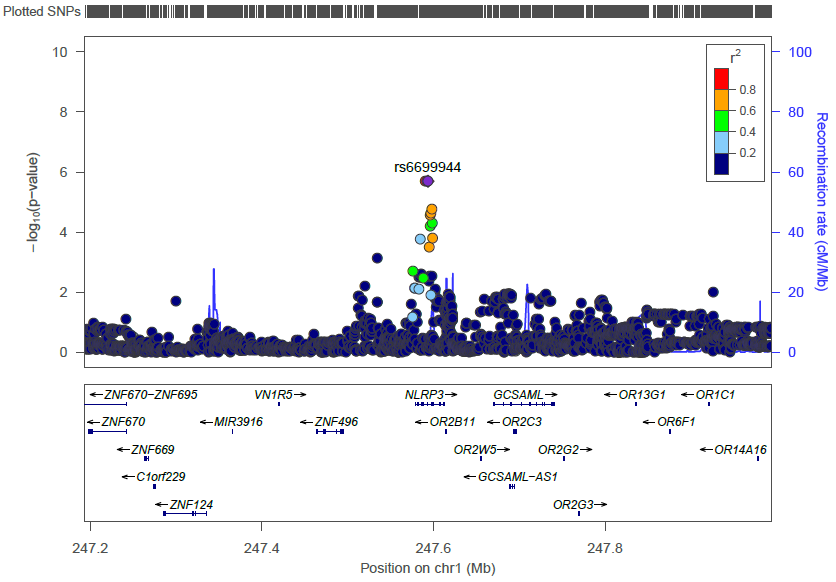 Plotted SNPs
10
100
r²
8
0.8
80
0.6
0.4
0.2
rs6699944
6
60
−log10(p−value)
Recombination rate (cM/Mb)
4
40
2
20
0
0
←ZNF670−ZNF695
VN1R5→
NLRP3→
GCSAML→
←OR13G1
←OR1C1
←ZNF670
←MIR3916
←ZNF496
←OR2B11
←OR2C3
←OR6F1
←ZNF669
OR2W5→
OR2G2→
←OR14A16
←C1orf229
←GCSAML−AS1
←ZNF124
OR2G3→
247.2
247.4
247.6
247.8
Position on chr1 (Mb)